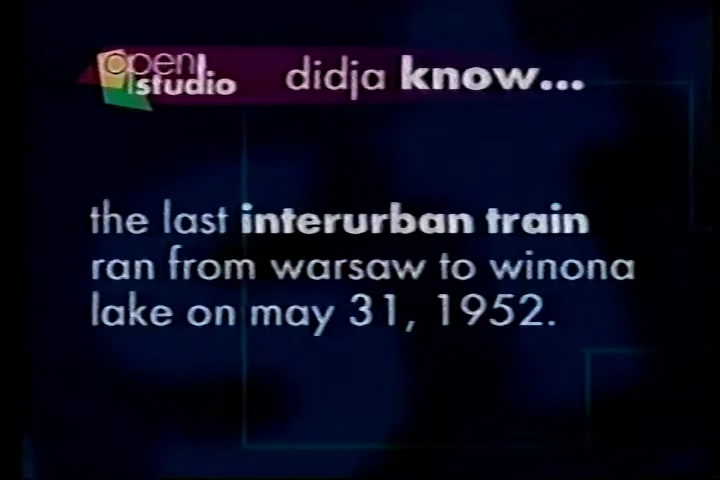 open studio
didja know...
the last interurban train
ran from warsaw to winona
lake on may 31, 1952.